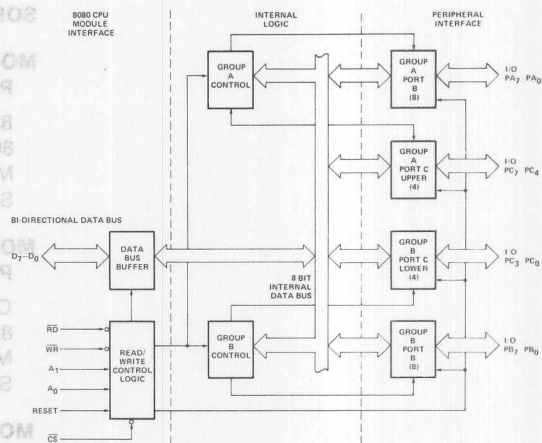 8080 CPU
MODULE
INTERFACE
INTERNAL
LOGIC
PERIPHERAL
INTERFACE
GROUP
A
CONTROL
GROUP
A
PORT
B
(8)
I/O
PA7 PA0
GROUP
A
PORT C
UPPER
(4)
I/O
PC7 PC4
BI-DIRECTIONAL DATA BUS
D7-D0
DATA
BUS
BUFFER
8 BIT
INTERNAL
DATA BUS
GROUP
B
PORT C
LOWER
(4)
I O
PC3 PC0
RD
WR
A1
A0
RESET
CS
READ/
WRITE
CONTROL
LOGIC
GROUP
B
CONTROL
GROUP
B
PORT
B
(8)
I O
PB7 PB0